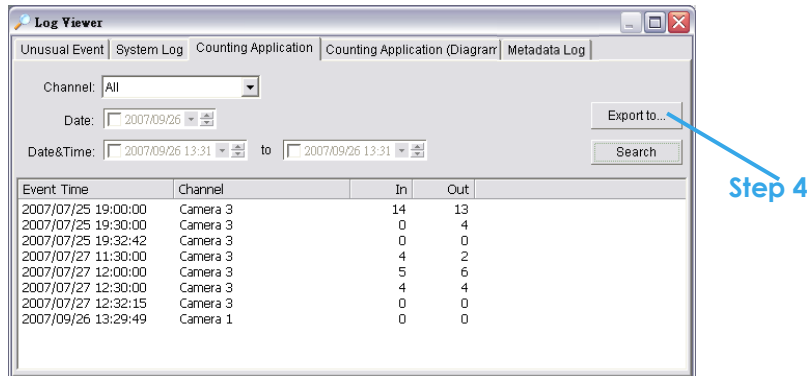 Log Viewer
Unusual Event System Log Counting Application Counting Application (Diagram Metadata Log
Channel: All
Date: 2007/09/26
Export to...
Date&Time: 2007/09/26 13:31 to 2007/09/26 13:31
Search
Step 4
Event Time Channel In Out
2007/07/25 19:00:00 Camera 3 14 13
2007/07/25 19:30:00 Camera 3 0 4
2007/07/25 19:32:42 Camera 3 0 0
2007/07/27 11:30:00 Camera 3 4 2
2007/07/27 12:00:00 Camera 3 5 6
2007/07/27 12:30:00 Camera 3 4 4
2007/07/27 12:32:15 Camera 3 0 0
2007/09/26 13:29:49 Camera 1 0 0